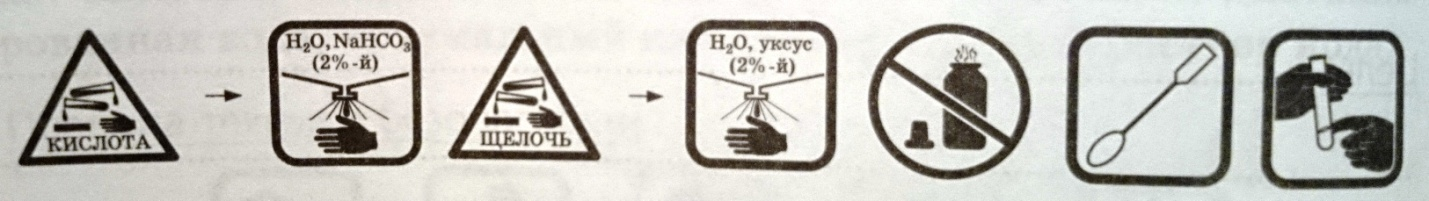 КИСЛОТА
H₂O, NaHCO₃
(2%-й)
ЩЕЛОЧЬ
H₂O, уксус
(2%-й)